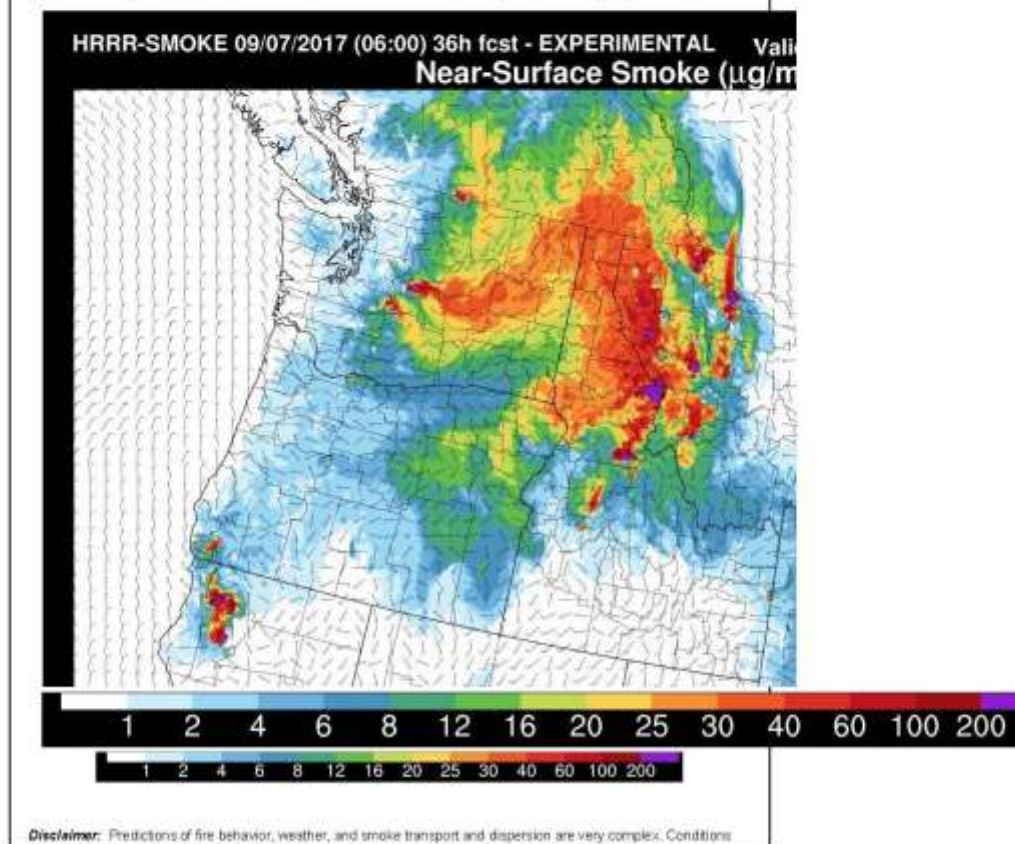 HRRR-SMOKE 09/07/2017 (06:00) 36h fcst - EXPERIMENTAL Vali
Near-Surface Smoke (µg/m
1 2 4 6 8 12 16 20 25 30 40 60 100 200
1 2 4 6 8 12 16 20 25 30 40 60 100 200
Disclaimer: Predictions of fire behavior, weather, and smoke transport and dispersion are very complex. Conditions